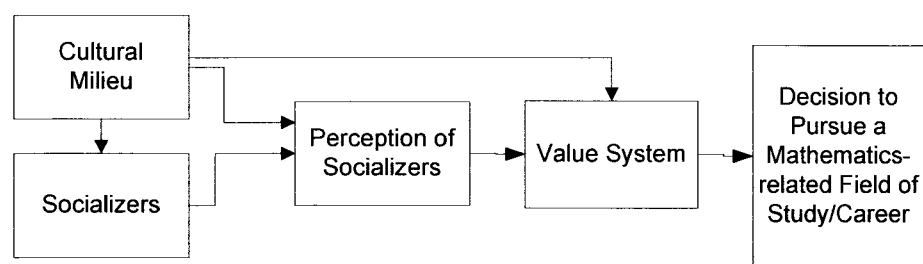 Cultural
Milieu
Socializers
Perception of
Socializers
Value System
Decision to
Pursue a
Mathematics-
related Field of
Study/Career